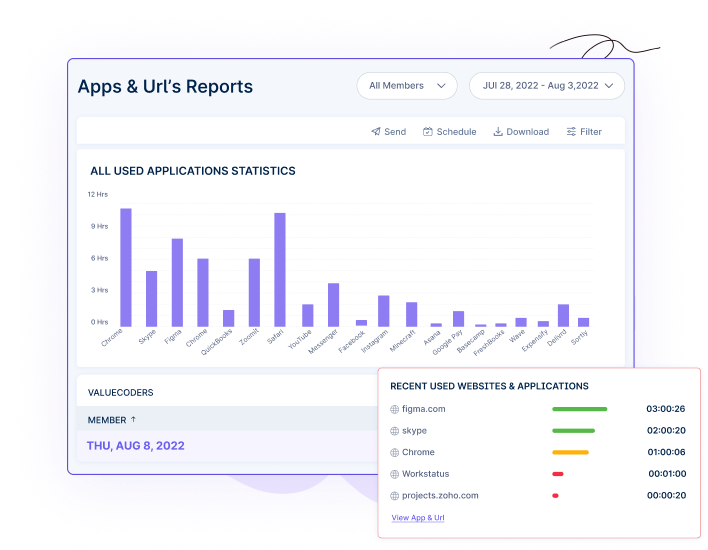 Apps & Url's Reports
All Members
JUl 28, 2022 - Aug 3,2022
Send
Schedule
Download
Filter
ALL USED APPLICATIONS STATISTICS
12 Hrs
9 Hrs
6 Hrs
3 Hrs
0 Hrs
Chrome
Skype
Figma
Chrome
QuickBooks
Zoomit
Safari
YouTube
Messenger
Facebook
Instagram
Minecraft
Asana
Google Pay
Basecamp
FreshBooks
Wave
Expensify
Sortly
VALUECODERS
MEMBER ↑
THU, AUG 8, 2022
RECENT USED WEBSITES & APPLICATIONS
figma.com 03:00:26
skype 02:00:20
Chrome 01:00:06
Workstatus 00:01:00
projects.zoho.com 00:00:20
View App & Url